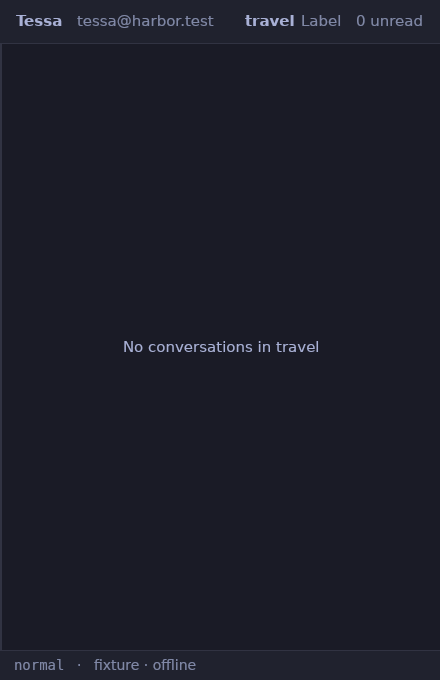 Tessa tessa@harbor.test travel Label 0 unread
No conversations in travel
normal · fixture · offline